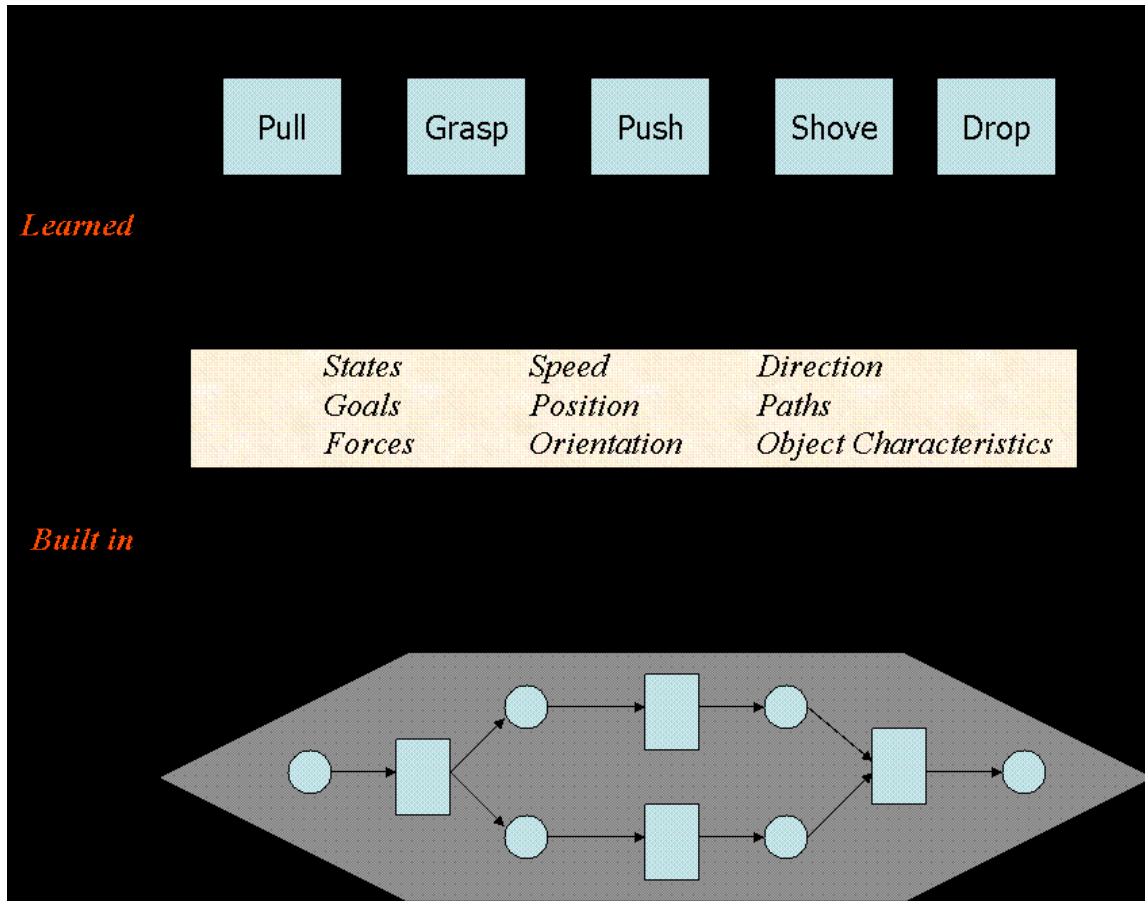 Pull Grasp Push Shove Drop
Learned
States Speed Direction
Goals Position Paths
Forces Orientation Object Characteristics
Built in